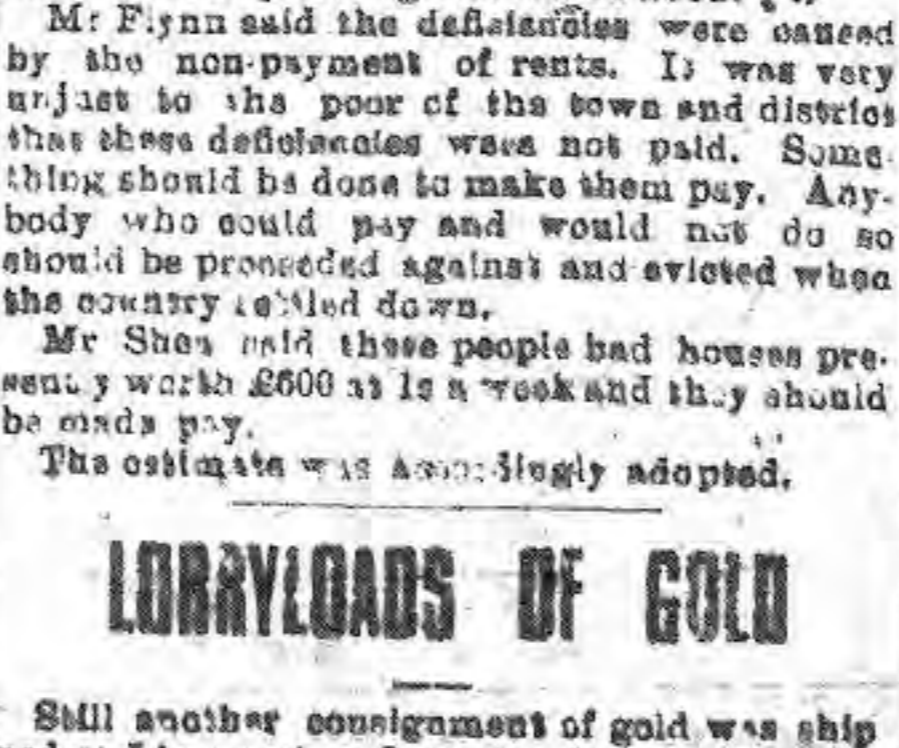 Mr Flynn said the deficiencies were caused
by the non-payment of rents. It was very
unjust to the poor of the town and district
that these deficiencies were not paid. Some-
thing should be done to make them pay. Any-
body who could pay and would not do so
should be proceeded against and evicted when
the country settled down.
Mr Shea said these people had houses pre-
sently worth £600 at 1s a week and they should
be made pay.
The estimate was accordingly adopted.
LORRYLOADS OF GOLD
Still another consignment of gold was ship